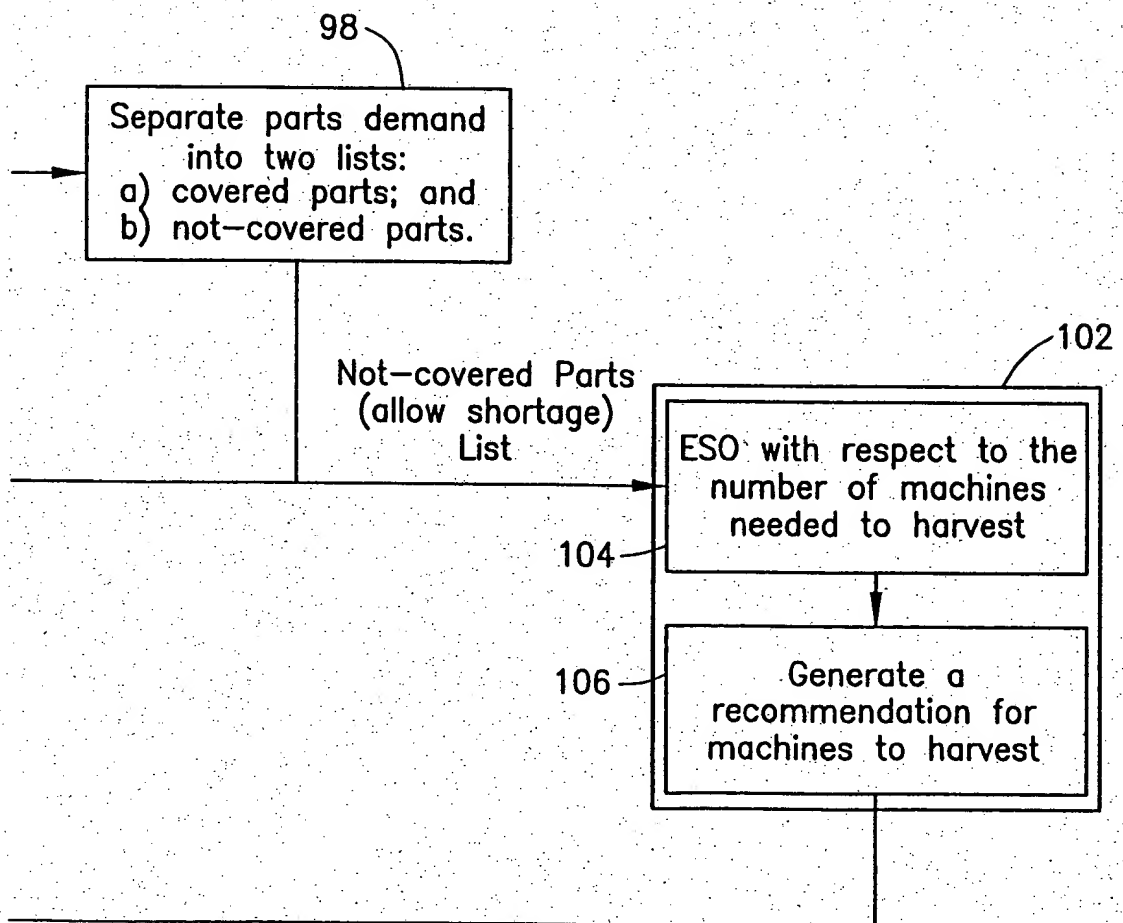 98
Separate parts demand
into two lists:
a) covered parts; and
b) not-covered parts.
Not-covered Parts
(allow shortage)
List
102
ESO with respect to the
number of machines
needed to harvest
104
106
Generate a
recommendation for
machines to harvest